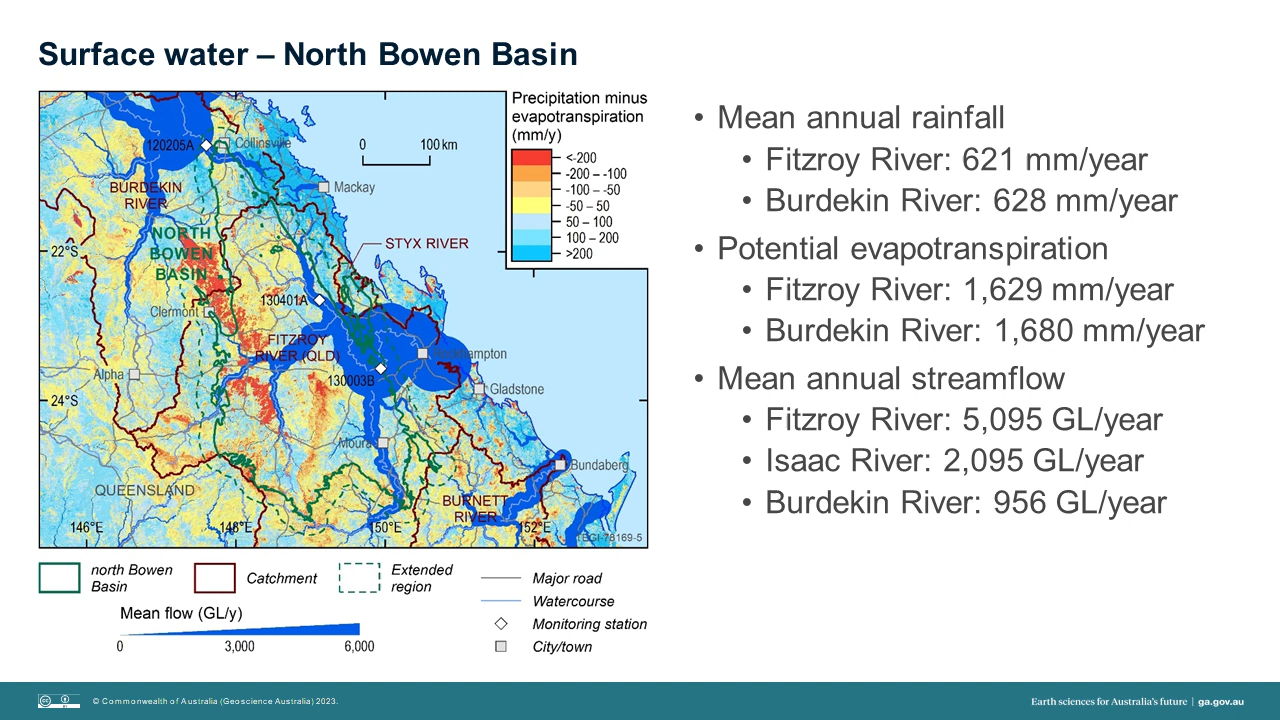 Surface water – North Bowen Basin
Precipitation minus
evapotranspiration
(mm/y)
<-200
-200 – -100
-100 – -50
-50 – 50
50 – 100
100 – 200
>200
0 100 km
120205A
Collinsville
Mackay
BURDEKIN
RIVER
NORTH
BOWEN
BASIN
STYX RIVER
22°S
130401A
Clermont
FITZROY
RIVER (QLD)
Rockhampton
Alpha
130003B
Gladstone
24°S
Moura
Bundaberg
QUEENSLAND
BURNETT
RIVER
146°E 148°E 150°E 152°E
EGI-78169-5
north Bowen
Basin
Catchment
Extended
region
Mean flow (GL/y)
0 3,000 6,000
Major road
Watercourse
Monitoring station
City/town
• Mean annual rainfall
• Fitzroy River: 621 mm/year
• Burdekin River: 628 mm/year
• Potential evapotranspiration
• Fitzroy River: 1,629 mm/year
• Burdekin River: 1,680 mm/year
• Mean annual streamflow
• Fitzroy River: 5,095 GL/year
• Isaac River: 2,095 GL/year
• Burdekin River: 956 GL/year
cc BY
© Commonwealth of Australia (Geoscience Australia) 2023.
Earth sciences for Australia's future | ga.gov.au